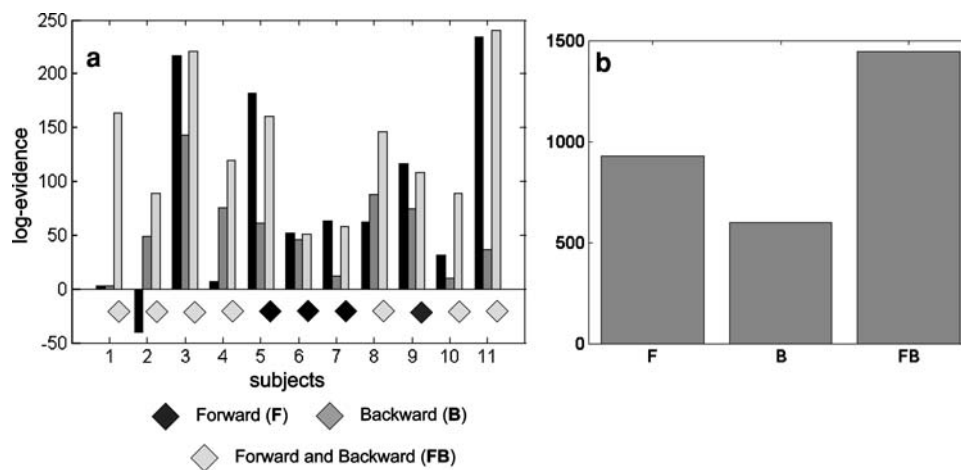 a
250
200
150
100
50
0
-50
log-evidence
1 2 3 4 5 6 7 8 9 10 11
subjects
Forward (F) Backward (B)
Forward and Backward (FB)
b
1500
1000
500
0
F B FB